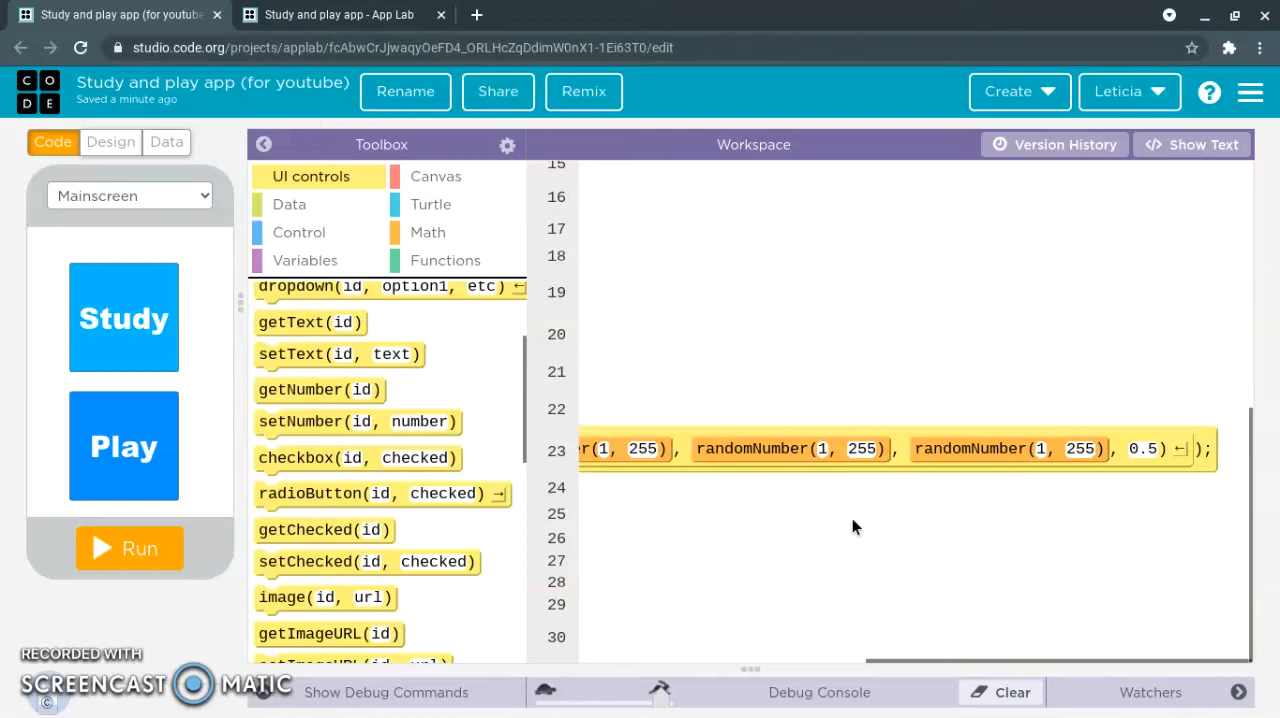 Study and play app (for youtube
Study and play app - App Lab
studio.code.org/projects/applab/fcAbwCrJjwaqyOeFD4_ORLHcZqDdimW0nX1-1Ei63T0/edit
C O
D E
Study and play app (for youtube)
Saved a minute ago
Rename
Share
Remix
Create
Leticia
Code
Design
Data
Toolbox
Workspace
Version History
Show Text
Mainscreen
Study
Play
Run
UI controls
Canvas
Data
Turtle
Control
Math
Variables
Functions
dropdown(id, option1, etc)
getText(id)
setText(id, text)
getNumber(id)
setNumber(id, number)
checkbox(id, checked)
radioButton(id, checked)
getChecked(id)
setChecked(id, checked)
image(id, url)
getImageURL(id)
15
16
17
18
19
20
21
22
23 er(1, 255), randomNumber(1, 255), randomNumber(1, 255), 0.5);
24
25
26
27
28
29
30
RECORDED WITH
SCREENCAST MATIC
Show Debug Commands
Debug Console
Clear
Watchers